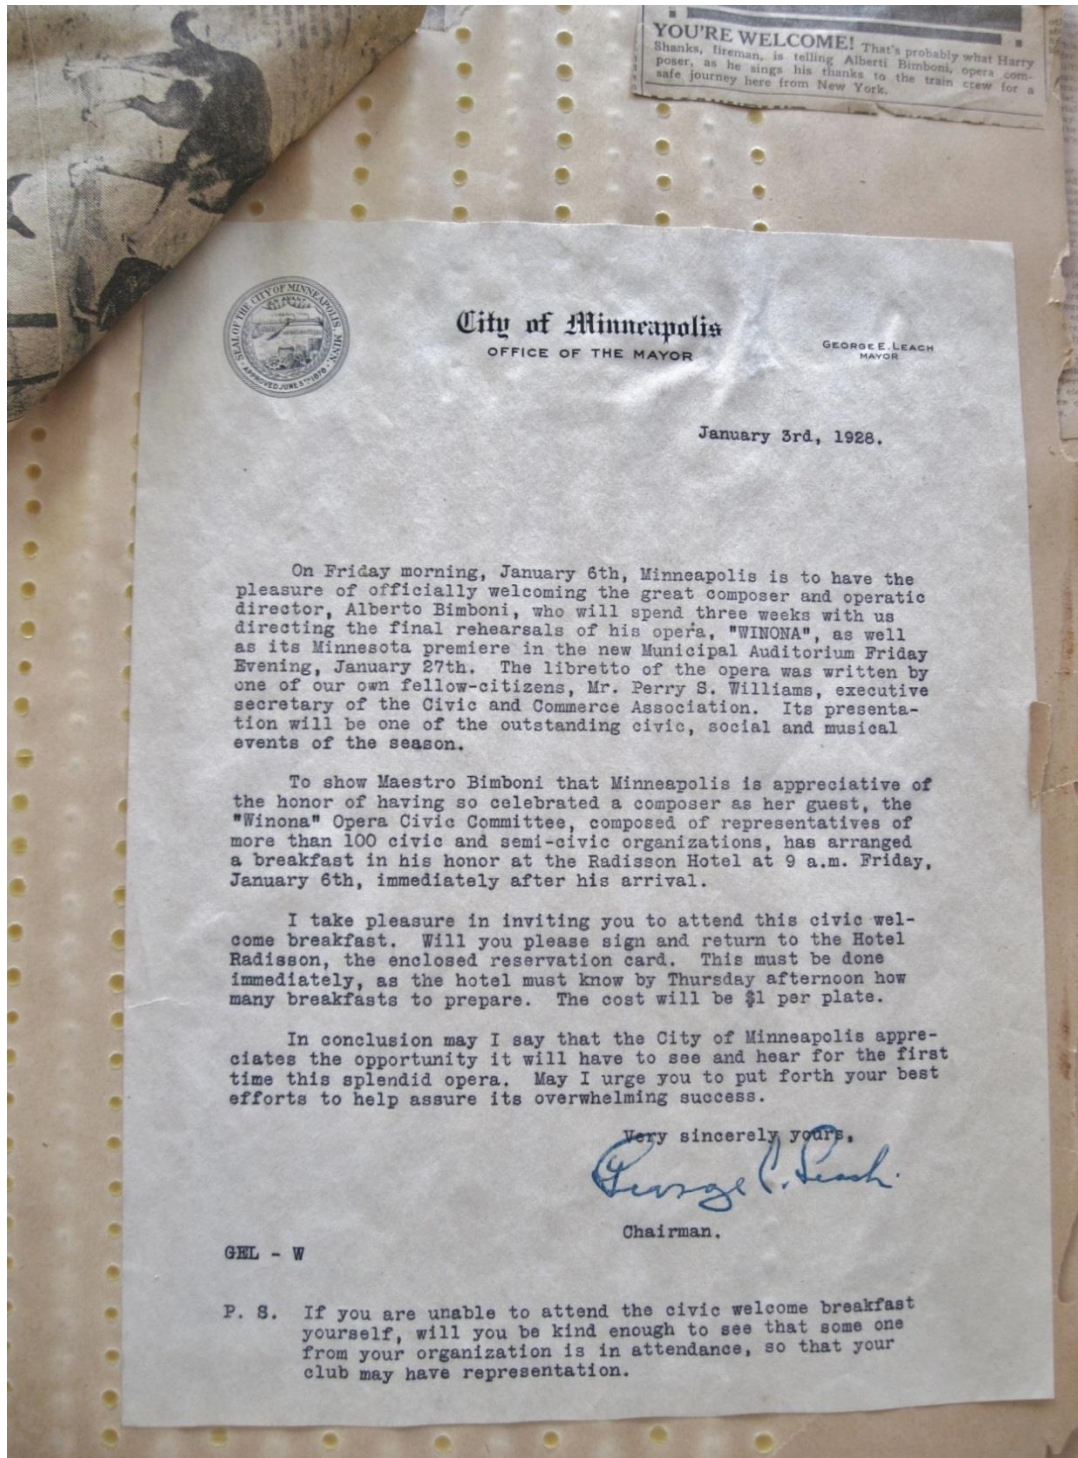 YOU'RE WELCOME! That's probably what Harry
Shanks, fireman, is telling Alberti Bimboni, opera com-
poser, as he sings his thanks to the train crew for a
safe journey here from New York.
SEAL OF THE CITY OF MINNEAPOLIS, MINN.
APPROVED JUNE 5TH 1878
City of Minneapolis
OFFICE OF THE MAYOR
GEORGE E. LEACH
MAYOR
January 3rd, 1928.
On Friday morning, January 6th, Minneapolis is to have the
pleasure of officially welcoming the great composer and operatic
director, Alberto Bimboni, who will spend three weeks with us
directing the final rehearsals of his opera, "WINONA", as well
as its Minnesota premiere in the new Municipal Auditorium Friday
Evening, January 27th. The libretto of the opera was written by
one of our own fellow-citizens, Mr. Perry S. Williams, executive
secretary of the Civic and Commerce Association. Its presenta-
tion will be one of the outstanding civic, social and musical
events of the season.
To show Maestro Bimboni that Minneapolis is appreciative of
the honor of having so celebrated a composer as her guest, the
"Winona" Opera Civic Committee, composed of representatives of
more than 100 civic and semi-civic organizations, has arranged
a breakfast in his honor at the Radisson Hotel at 9 a.m. Friday,
January 6th, immediately after his arrival.
I take pleasure in inviting you to attend this civic wel-
come breakfast. Will you please sign and return to the Hotel
Radisson, the enclosed reservation card. This must be done
immediately, as the hotel must know by Thursday afternoon how
many breakfasts to prepare. The cost will be $1 per plate.
In conclusion may I say that the City of Minneapolis appre-
ciates the opportunity it will have to see and hear for the first
time this splendid opera. May I urge you to put forth your best
efforts to help assure its overwhelming success.
Very sincerely yours,
George E. Leach.
Chairman.
GEL - W
P. S. If you are unable to attend the civic welcome breakfast
yourself, will you be kind enough to see that some one
from your organization is in attendance, so that your
club may have representation.